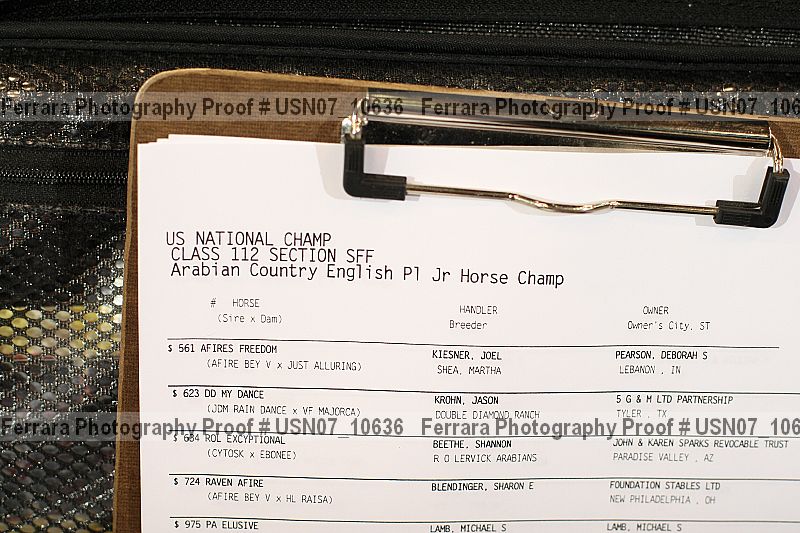 Ferrara Photography Proof # USN07_10636 Ferrara Photography Proof # USN07_106
US NATIONAL CHAMP
CLASS 112 SECTION SFF
Arabian Country English Pl Jr Horse Champ
# HORSE HANDLER OWNER
(Sire x Dam) Breeder Owner's City, ST
$ 561 AFIRES FREEDOM KIESNER, JOEL PEARSON, DEBORAH S
(AFIRE BEY V x JUST ALLURING) SHEA, MARTHA LEBANON , IN
$ 623 DD MY DANCE KROHN, JASON 5 G & M LTD PARTNERSHIP
(JDM RAIN DANCE x VF MAJORCA) DOUBLE DIAMOND RANCH TYLER , TX
Ferrara Photography Proof # USN07_10636 Ferrara Photography Proof # USN07_106
$ 684 ROL EXCYPTIONAL BEETHE, SHANNON JOHN & KAREN SPARKS REVOCABLE TRUST
(CYTOSK x EBONEE) R O LERVICK ARABIANS PARADISE VALLEY , AZ
$ 724 RAVEN AFIRE BLENDINGER, SHARON E FOUNDATION STABLES LTD
(AFIRE BEY V x HL RAISA) NEW PHILADELPHIA , OH
$ 975 PA ELUSIVE LAMB, MICHAEL S LAMB, MICHAEL S